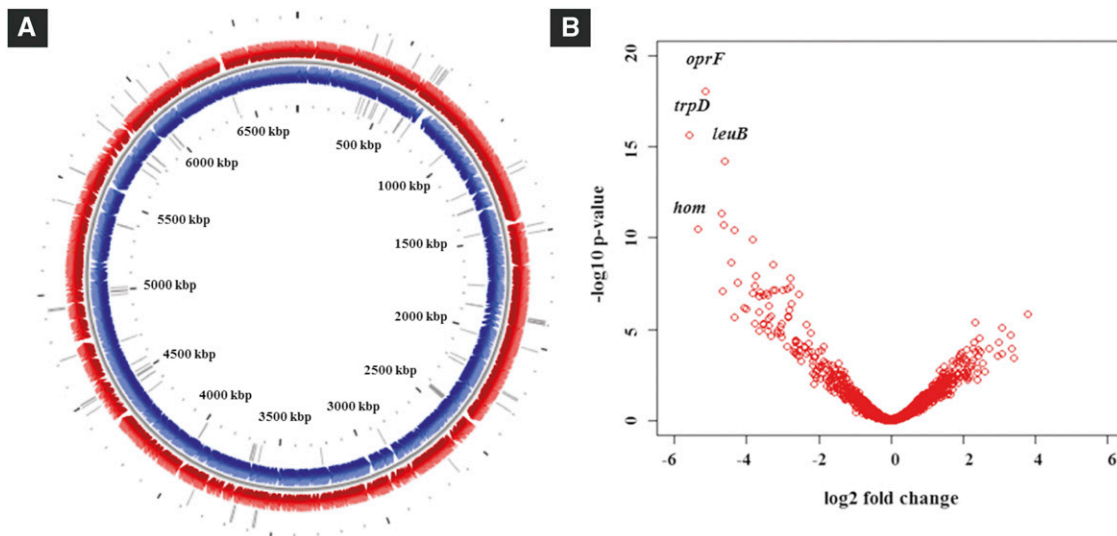 A
6500 kbp
500 kbp
6000 kbp
1000 kbp
5500 kbp
1500 kbp
5000 kbp
2000 kbp
4500 kbp
2500 kbp
4000 kbp
3000 kbp
3500 kbp
B
20
15
10
5
0
-log10 p-value
oprF
trpD
leuB
hom
-6
-4
-2
0
2
4
6
log2 fold change